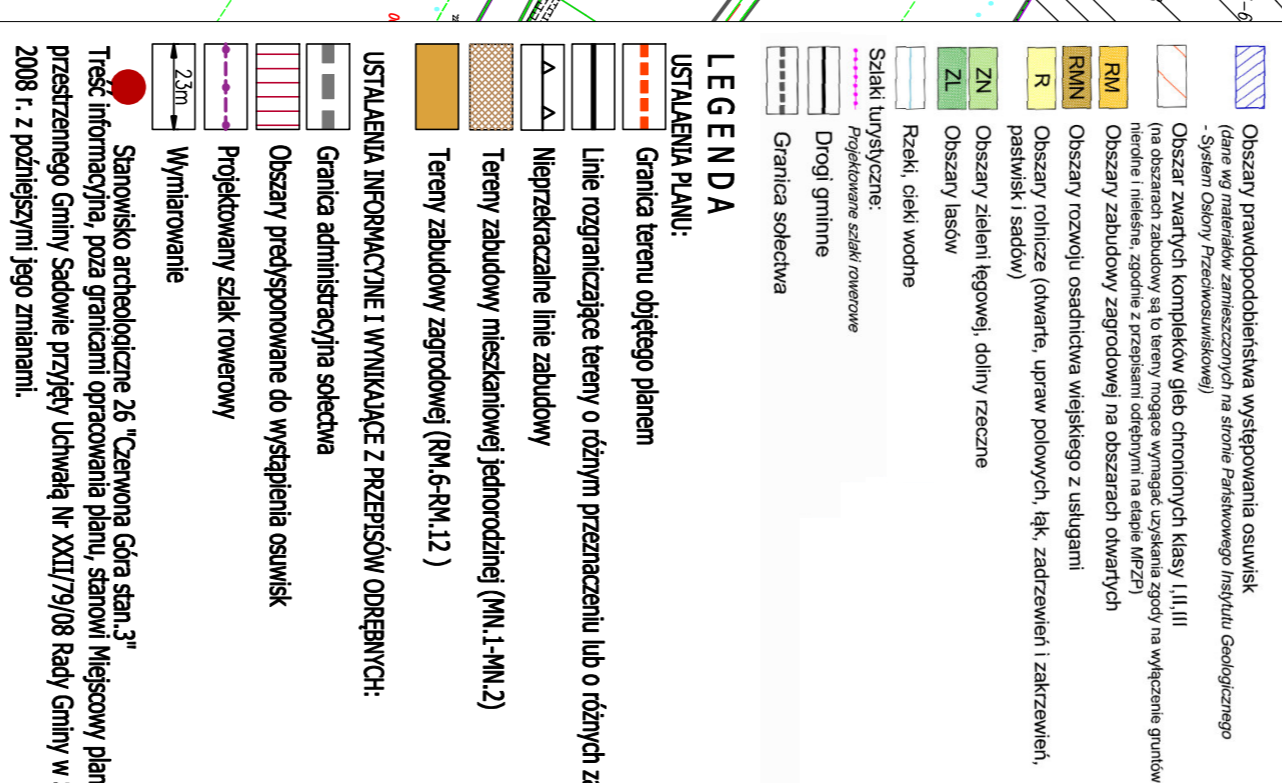 -6
Obszary prawdopodobieństwa występowania osuwisk
(dane wg materiałów zamieszczonych na stronie Państwowego Instytutu Geologicznego
- System Osłony Przeciwosuwiskowej)
Obszar zwartych kompleków gleb chronionych klasy I,II,III
(na obszarach zabudowy są to tereny mogące wymagać uzyskania zgody na wyłączenie gruntów
nierolne i nieleśne, zgodnie z przepisami odrębnymi na etapie MPZP)
RM Obszary zabudowy zagrodowej na obszarach otwartych
RMN Obszary rozwoju osadnictwa wiejskiego z usługami
R Obszary rolnicze (otwarte, upraw polowych, łąk, zadrzewień i zakrzewień,
pastwisk i sadów)
ZN Obszary zieleni łęgowej, doliny rzeczne
ZL Obszary lasów
Rzeki, cieki wodne
Szlaki turystyczne:
Projektowane szlaki rowerowe
Drogi gminne
Granica sołectwa
LEGENDA
USTALAENIA PLANU:
Granica terenu objętego planem
Linie rozgraniczające tereny o różnym przeznaczeniu lub o różnych
Nieprzekraczalne linie zabudowy
Tereny zabudowy mieszkaniowej jednorodzinnej (MN.1-MN.2)
Tereny zabudowy zagrodowej (RM.6-RM.12 )
USTALAENIA INFORMACYJNE I WYNIKAJĄCE Z PRZEPISÓW ODRĘBNYCH:
Granica administracyjna sołectwa
Obszary predysponowane do wystąpienia osuwisk
Projektowany szlak rowerowy
23m Wymiarowanie
Stanowisko archeologiczne 26 "Czerwona Góra stan.3"
Treść informacyjna, poza granicami opracowania planu, stanowi Miejscowy plan
przestrzennego Gminy Sadowie przyjęty Uchwałą Nr XXII/79/08 Rady Gminy w
2008 r. z poźniejszymi jego zmianami.